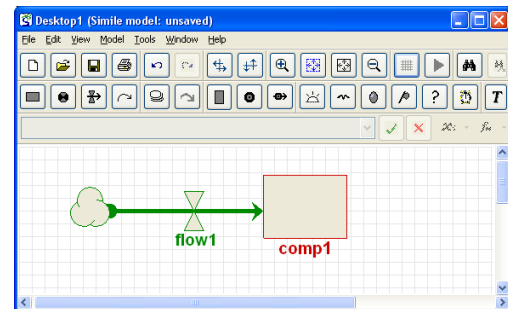 Desktop1 (Simile model: unsaved)
File Edit View Model Tools Window Help
?
T
flow1
comp1